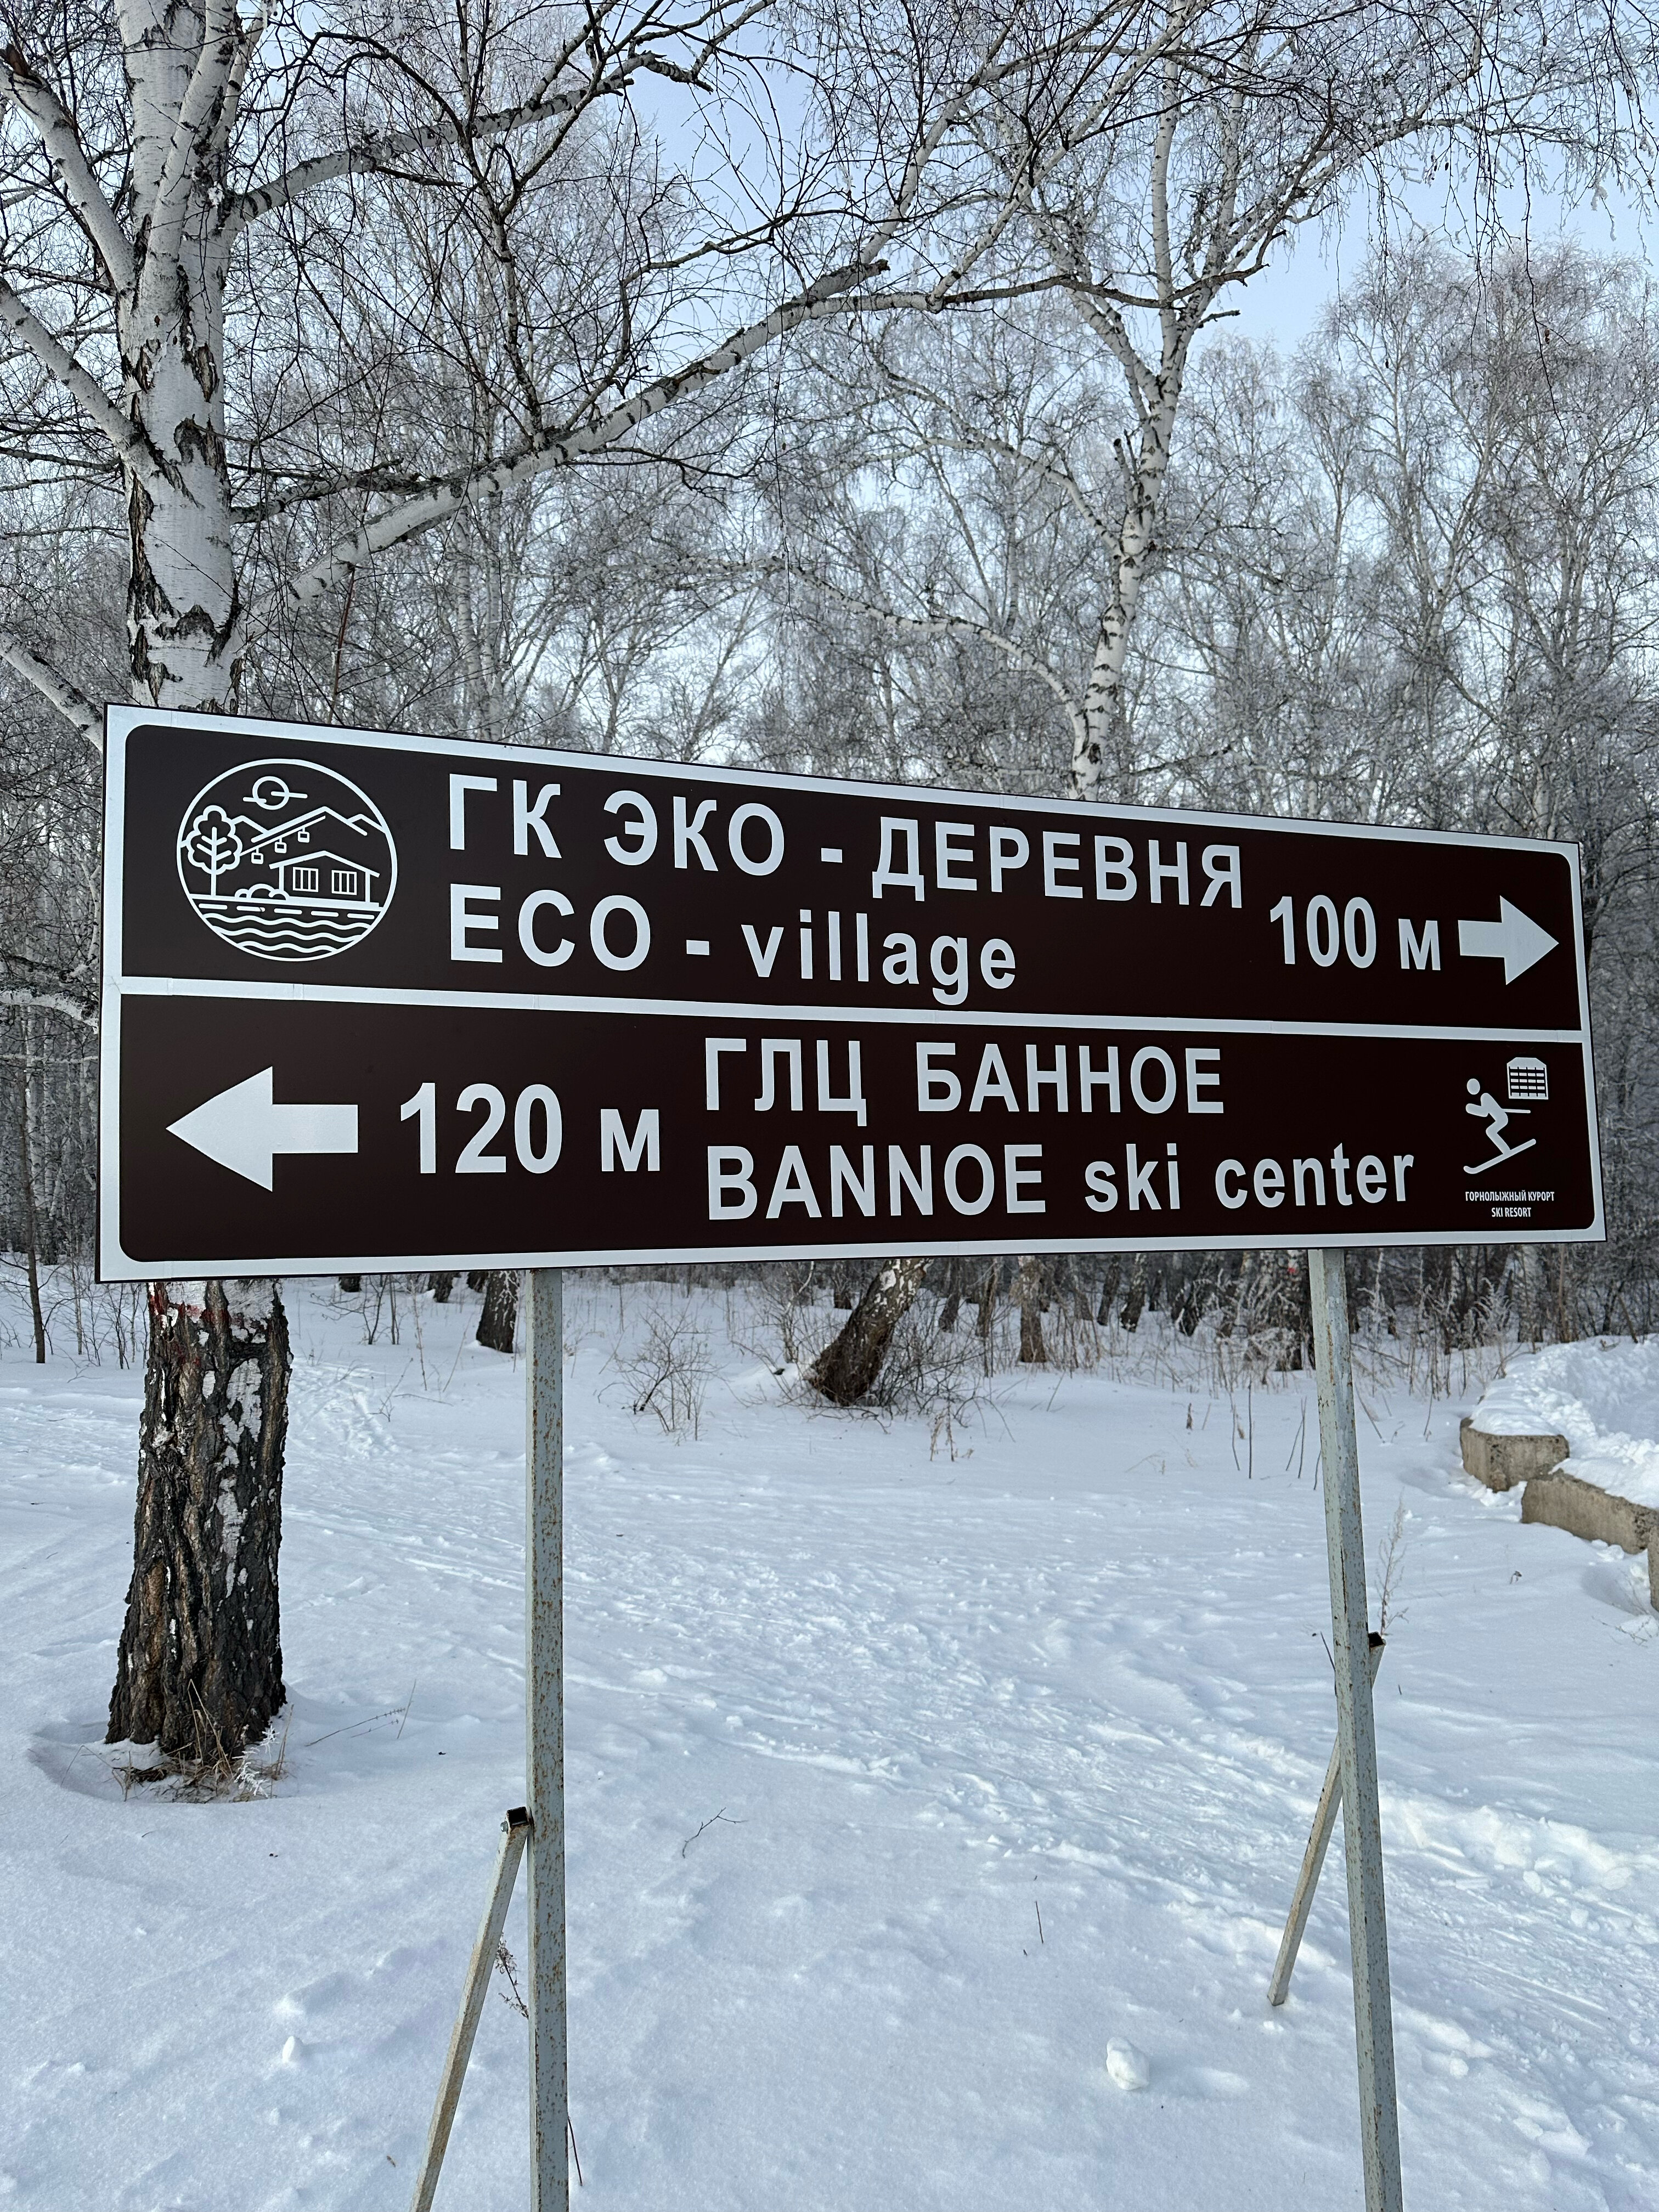 ГК ЭКО - ДЕРЕВНЯ
ECO - village
100 м
120 м
ГЛЦ БАННОЕ
BANNOE ski center
ГОРНОЛЫЖНЫЙ КУРОРТ
SKI RESORT